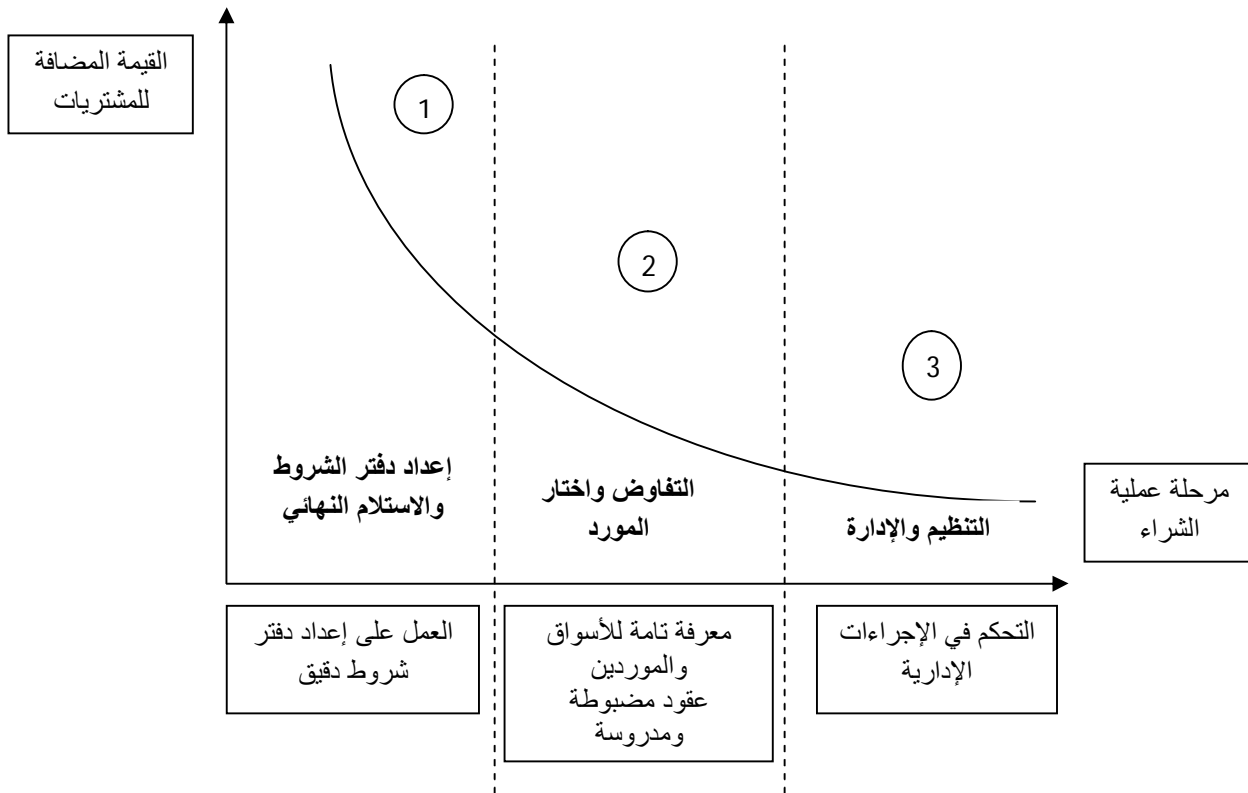 القيمة المضافة
للمشتريات
1
2
3
إعداد دفتر الشروط
والاستلام النهائي
التفاوض واختار
المورد
التنظيم والإدارة
مرحلة عملية
الشراء
العمل على إعداد دفتر
شروط دقيق
معرفة تامة للأسواق
والموردين
عقود مضبوطة
ومدروسة
التحكم في الإجراءات
الإدارية